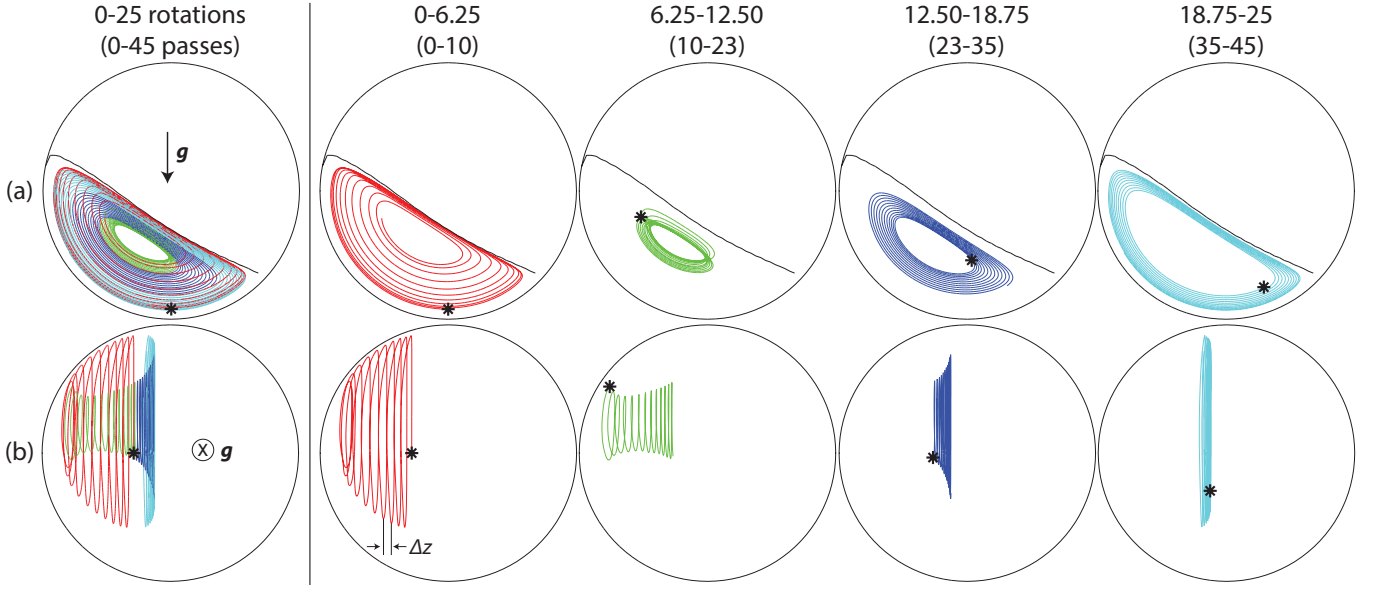 0-25 rotations
(0-45 passes)
0-6.25
(0-10)
6.25-12.50
(10-23)
12.50-18.75
(23-35)
18.75-25
(35-45)
(a)
g
(b)
X g
Δz